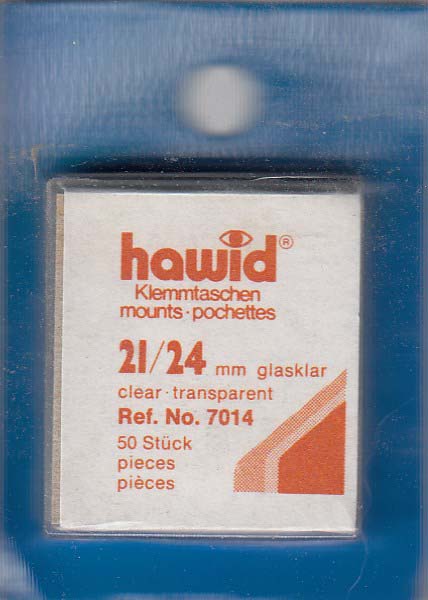 hawid®
Klemmtaschen
mounts · pochettes
21/24 mm glasklar
clear · transparent
Ref. No. 7014
50 Stück
pieces
pièces